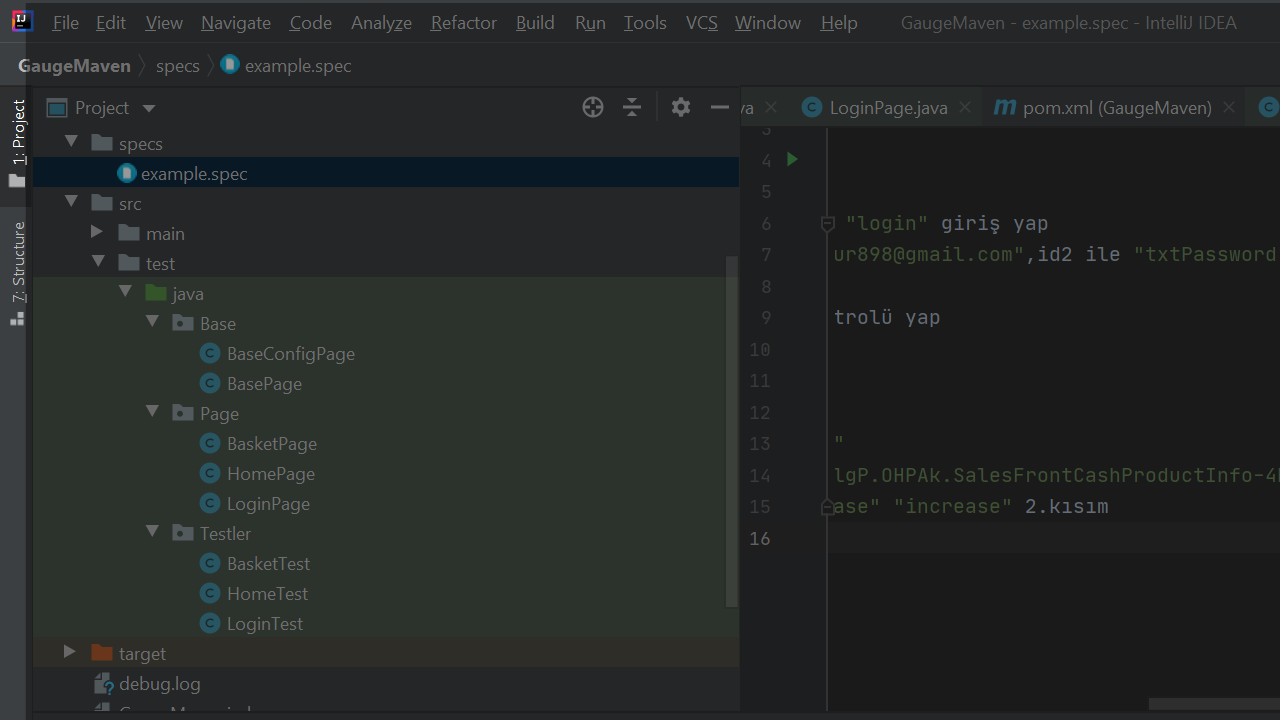 File Edit View Navigate Code Analyze Refactor Build Run Tools VCS Window Help GaugeMaven - example.spec - IntelliJ IDEA
GaugeMaven specs example.spec
1: Project
7: Structure
Project
specs
example.spec
src
main
test
java
Base
BaseConfigPage
BasePage
Page
BasketPage
HomePage
LoginPage
Testler
BasketTest
HomeTest
LoginTest
target
debug.log
va LoginPage.java pom.xml (GaugeMaven)
3
4
5
6 "login" giriş yap
7 ur898@gmail.com",id2 ile "txtPassword
8
9 trolü yap
10
11
12
13 "
14 lgP.OHPAk.SalesFrontCashProductInfo-4
15 ase" "increase" 2.kısım
16